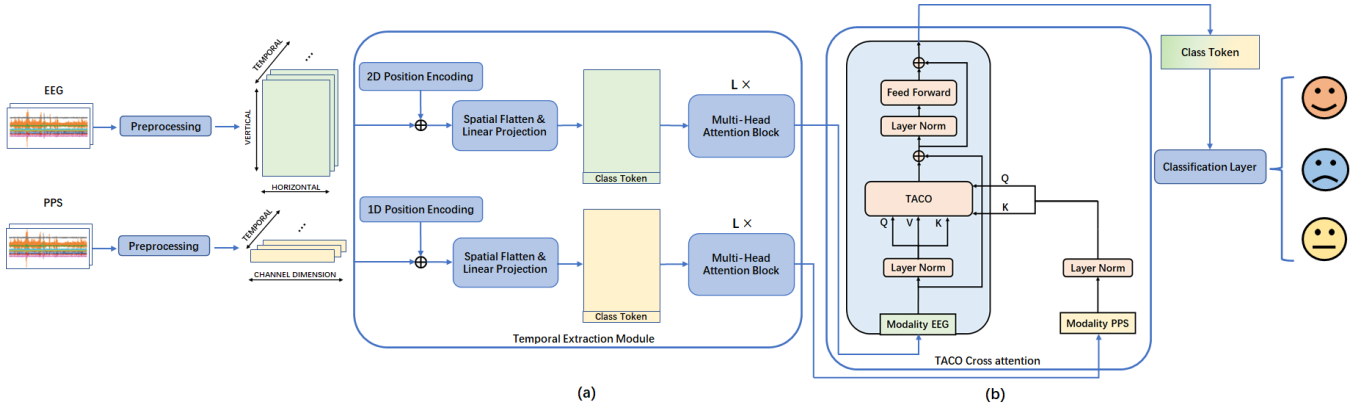 EEG
Preprocessing
TEMPORAL
...
VERTICAL
HORIZONTAL
PPS
Preprocessing
TEMPORAL
...
CHANNEL DIMENSION
2D Position Encoding
Spatial Flatten &
Linear Projection
Class Token
L ×
Multi-Head
Attention Block
1D Position Encoding
Spatial Flatten &
Linear Projection
Class Token
L ×
Multi-Head
Attention Block
Temporal Extraction Module
(a)
Feed Forward
Layer Norm
TACO
Q
K
Q V K
Layer Norm
Layer Norm
Modality EEG
Modality PPS
TACO Cross attention
(b)
Class Token
Classification Layer